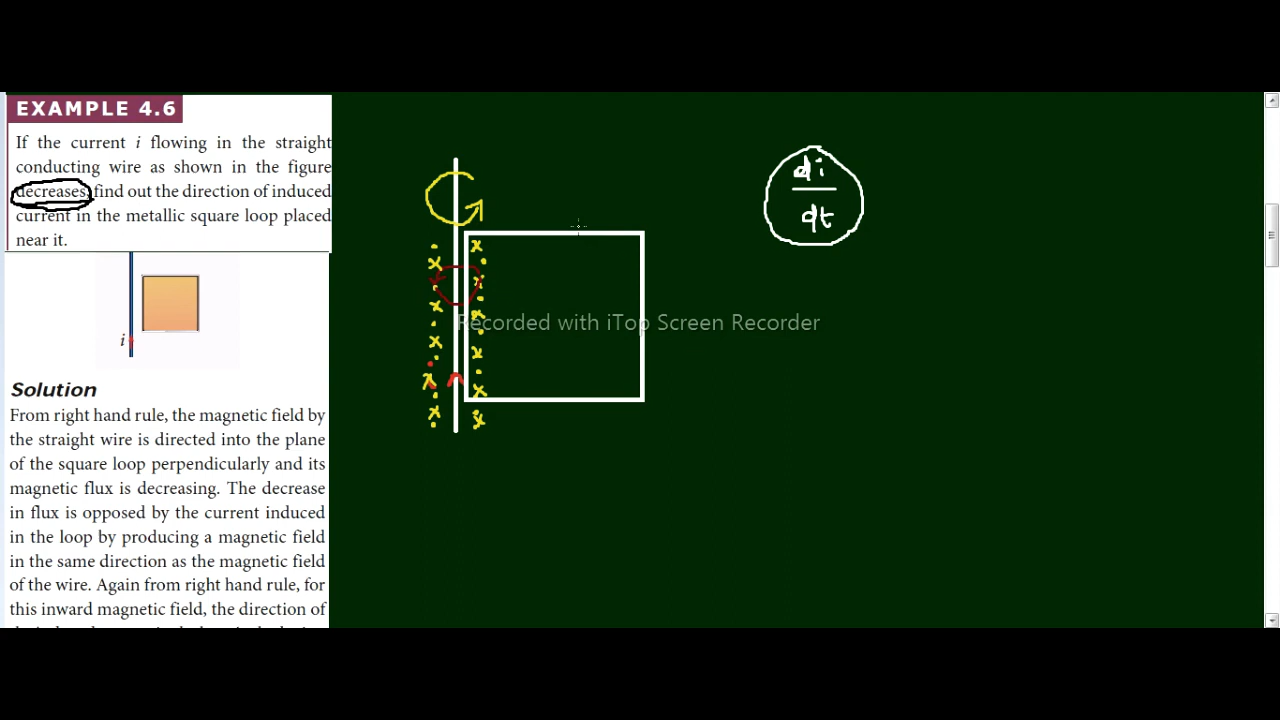 EXAMPLE 4.6
If the current i flowing in the straight
conducting wire as shown in the figure
decreases, find out the direction of induced
current in the metallic square loop placed
near it.
i
Solution
From right hand rule, the magnetic field by
the straight wire is directed into the plane
of the square loop perpendicularly and its
magnetic flux is decreasing. The decrease
in flux is opposed by the current induced
in the loop by producing a magnetic field
in the same direction as the magnetic field
of the wire. Again from right hand rule, for
this inward magnetic field, the direction of
di
dt
Recorded with iTop Screen Recorder